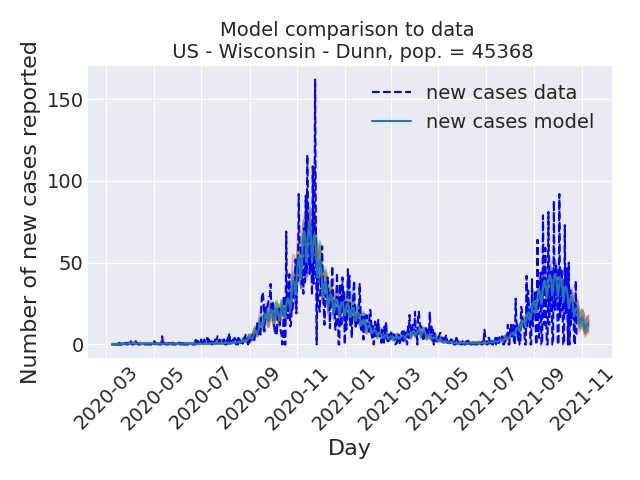 Model comparison to data
US - Wisconsin - Dunn, pop. = 45368
Number of new cases reported
150
100
50
0
new cases data
new cases model
2020-03
2020-05
2020-07
2020-09
2020-11
2021-01
2021-03
2021-05
2021-07
2021-09
2021-11
Day